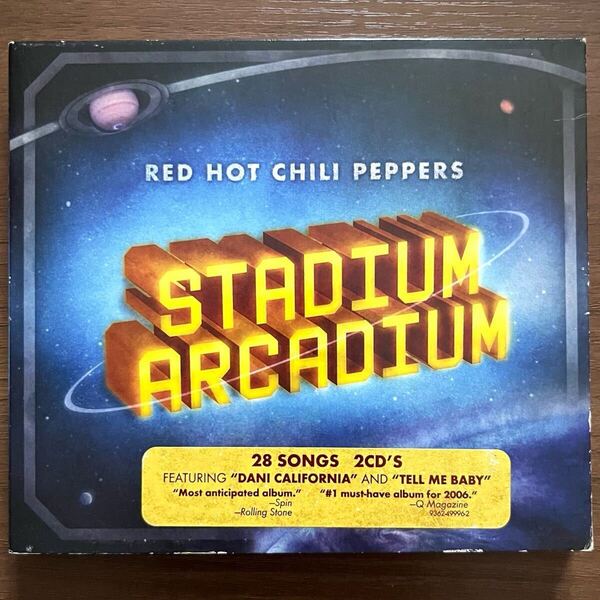 RED HOT CHILI PEPPERS
STADIUM
ARCADIUM
28 SONGS 2CD'S
FEATURING "DANI CALIFORNIA" AND "TELL ME BABY"
"Most anticipated album." "#1 must-have album for 2006."
—Spin —Q Magazine
—Rolling Stone 9362499962